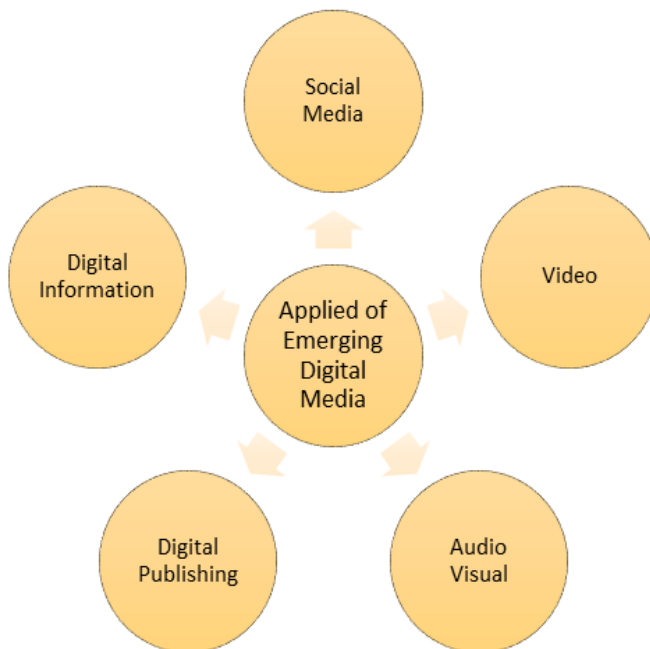 Social
Media
Digital
Information
Video
Applied of
Emerging
Digital
Media
Digital
Publishing
Audio
Visual